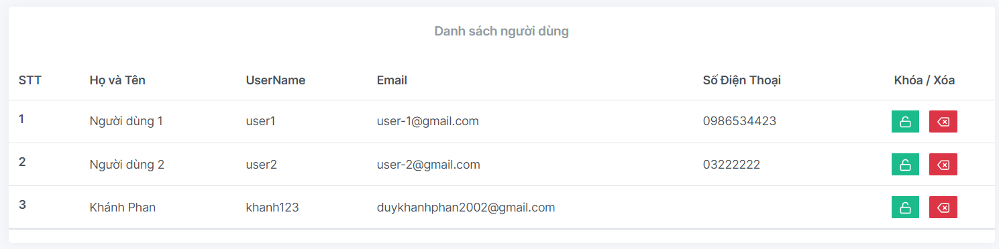 Danh sách người dùng
STT Họ và Tên UserName Email Số Điện Thoại Khóa / Xóa
1 Người dùng 1 user1 user-1@gmail.com 0986534423
2 Người dùng 2 user2 user-2@gmail.com 03222222
3 Khánh Phan khanh123 duykhanhphan2002@gmail.com